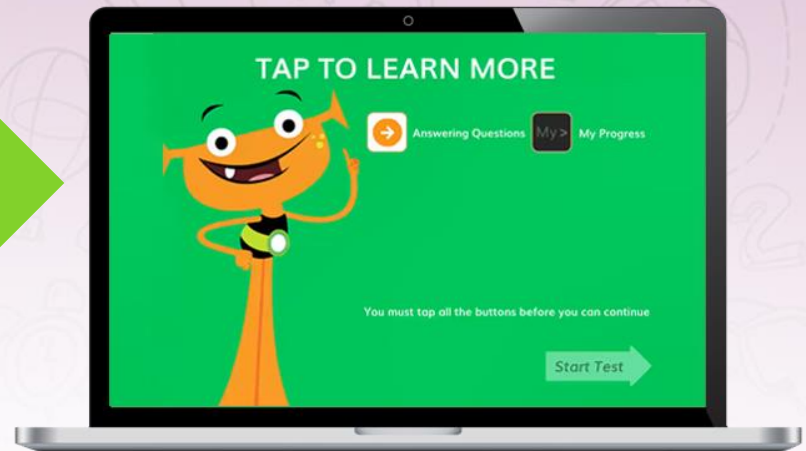 TAP TO LEARN MORE
Answering Questions My > My Progress
You must tap all the buttons before you can continue
Start Test